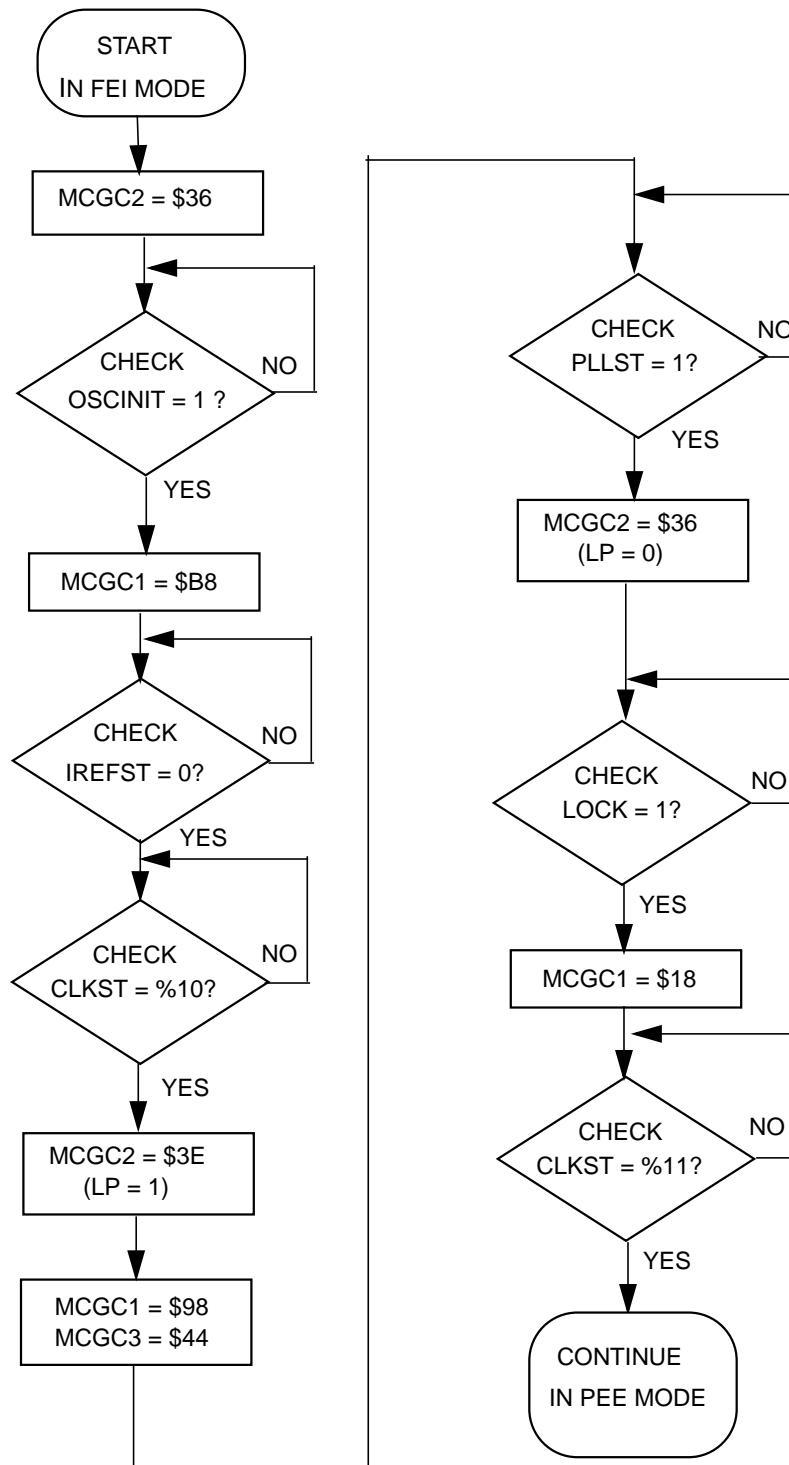 START
IN FEI MODE
MCGC2 = $36
CHECK
OSCINIT = 1 ?
NO
YES
MCGC1 = $B8
CHECK
IREFST = 0?
NO
YES
CHECK
CLKST = %10?
NO
YES
MCGC2 = $3E
(LP = 1)
MCGC1 = $98
MCGC3 = $44
CHECK
PLLST = 1?
NO
YES
MCGC2 = $36
(LP = 0)
CHECK
LOCK = 1?
NO
YES
MCGC1 = $18
CHECK
CLKST = %11?
NO
YES
CONTINUE
IN PEE MODE